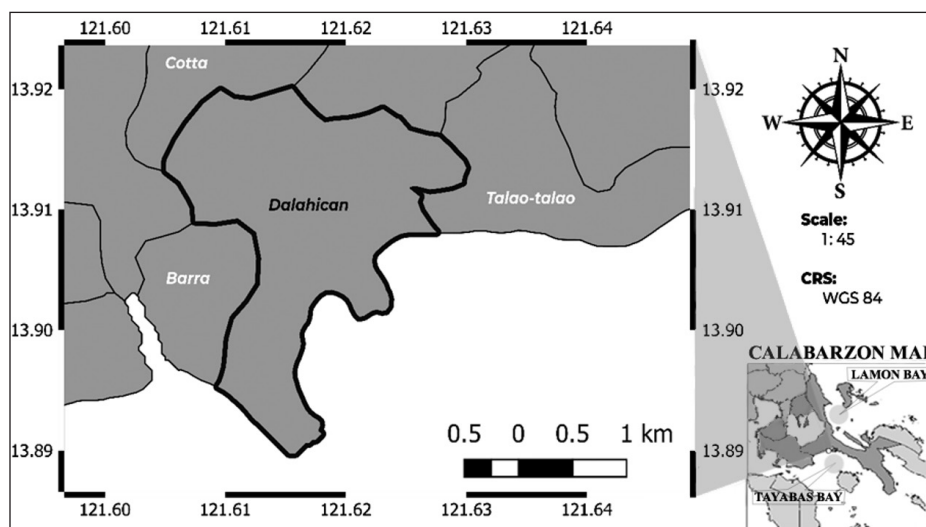 121.60 121.61 121.62 121.63 121.64
13.92 13.92
13.91 13.91
13.90 13.90
13.89 13.89
Cotta
Dalahican
Talao-talao
Barra
0.5 0 0.5 1 km
121.60 121.61 121.62 121.63 121.64
N
W E
S
Scale:
1: 45
CRS:
WGS 84
CALABARZON MAP
LAMON BAY
TAYABAS BAY